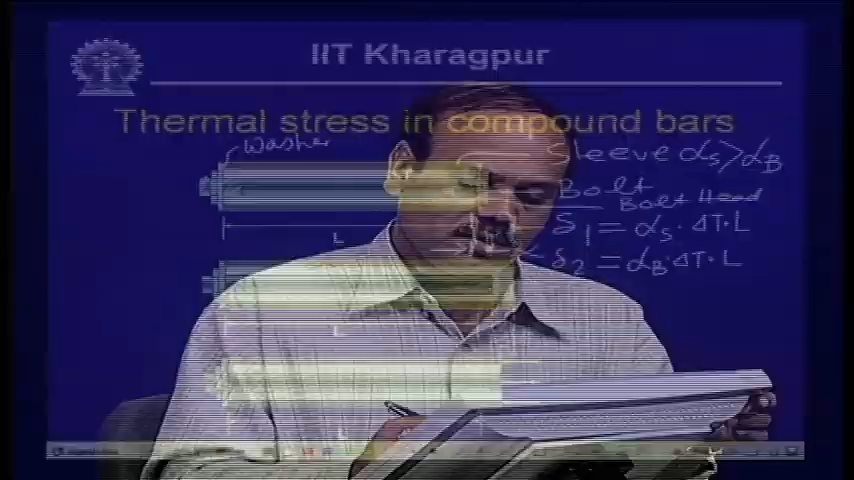 IIT Kharagpur
Thermal stress in compound bars
Washer
Sleeve αs > αB
Bolt
Bolt Head
δ1 = αs · ΔT · L
δ2 = αB · ΔT · L
L
L